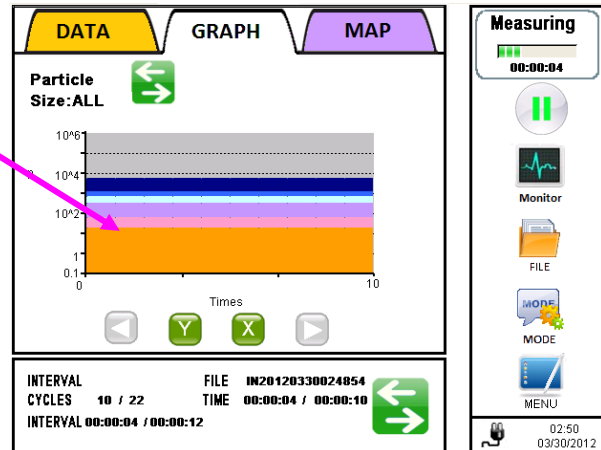 DATA GRAPH MAP
Particle
Size:ALL
10^6
10^4
10^2
1
0.1
0 10
Times
Y X
INTERVAL FILE IN20120330024854
CYCLES 10 / 22 TIME 00:00:04 / 00:00:10
INTERVAL 00:00:04 / 00:00:12
Measuring
00:00:04
Monitor
FILE
MODE
MODE
MENU
02:50
03/30/2012